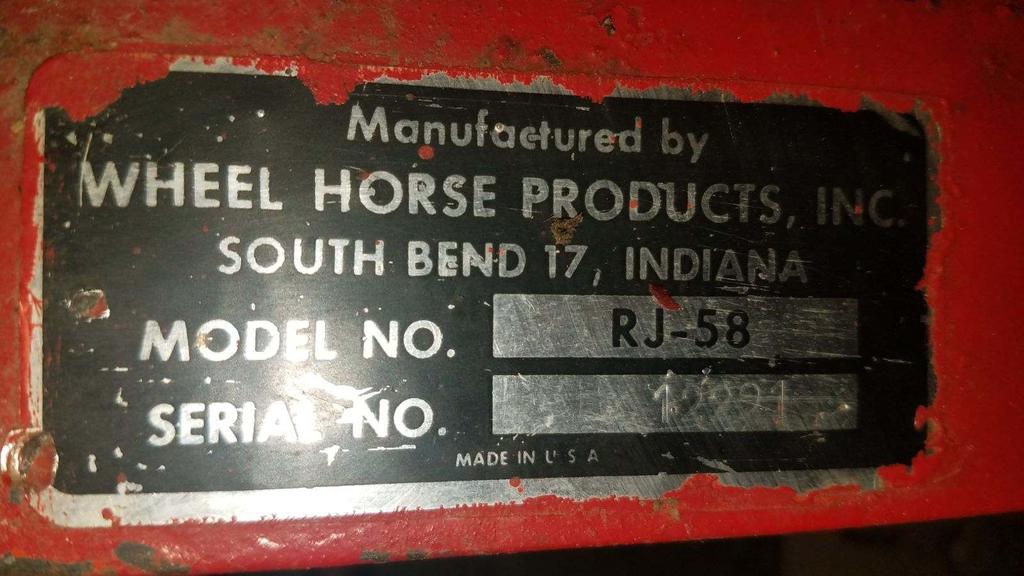 Manufactured by
WHEEL HORSE PRODUCTS, INC.
SOUTH BEND 17, INDIANA
MODEL NO. RJ-58
SERIAL NO.
MADE IN U S A